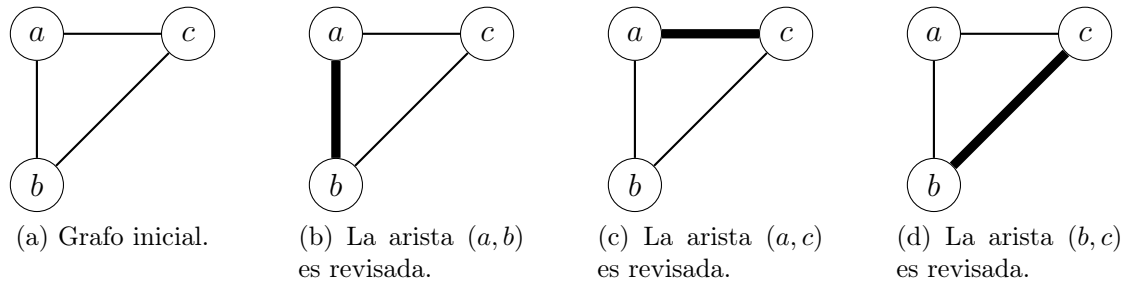 a c
b
a c
b
a c
b
a c
b
(a) Grafo inicial.
(b) La arista (a, b)
es revisada.
(c) La arista (a, c)
es revisada.
(d) La arista (b, c)
es revisada.